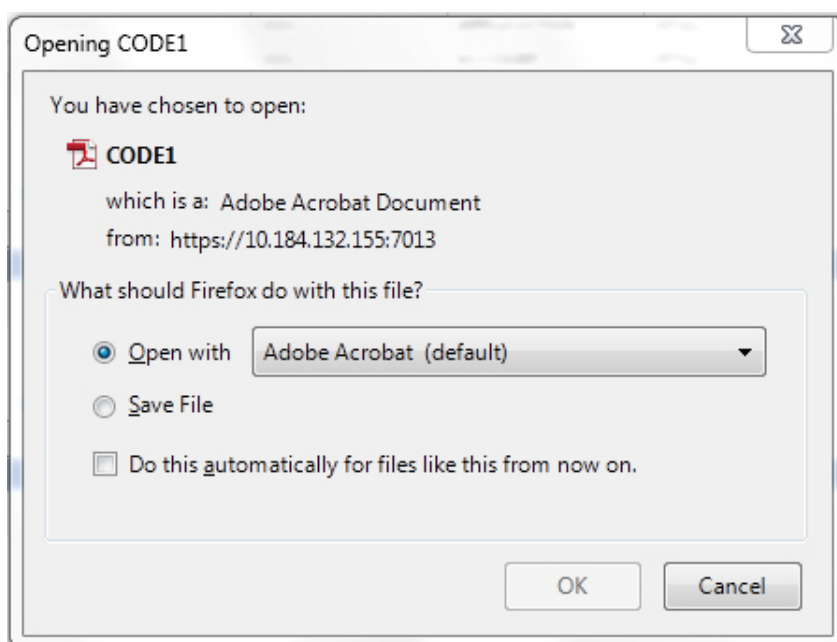 Opening CODE1
You have chosen to open:
CODE1
which is a: Adobe Acrobat Document
from: https://10.184.132.155:7013
What should Firefox do with this file?
Open with Adobe Acrobat (default)
Save File
Do this automatically for files like this from now on.
OK Cancel